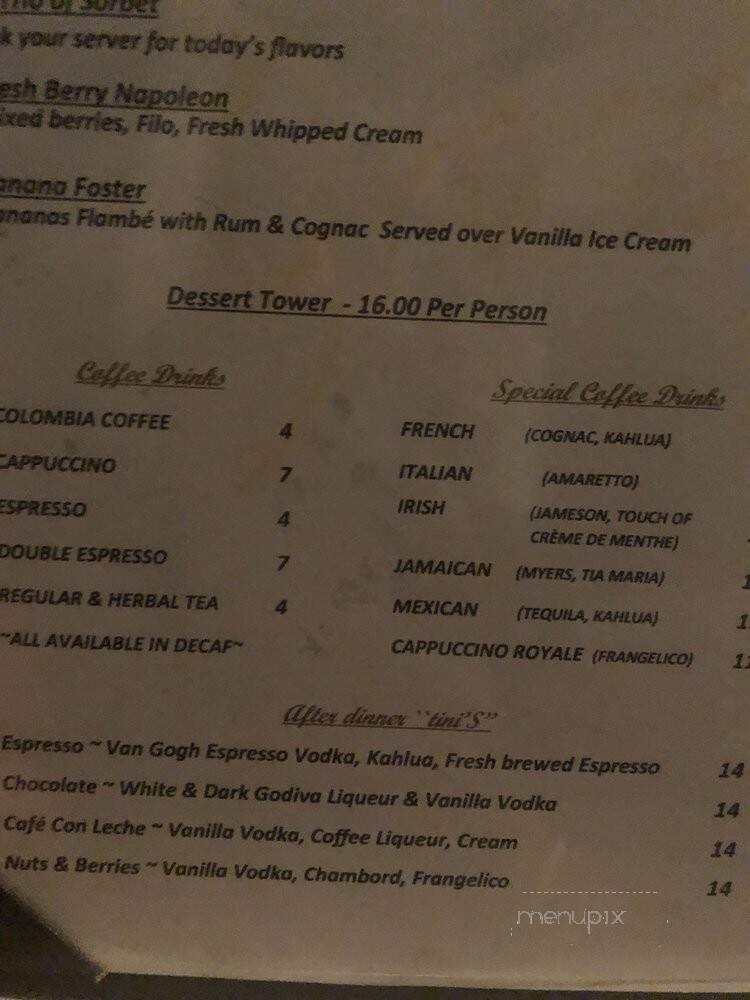 of Sorbet
k your server for today's flavors
esh Berry Napoleon
ixed berries, Filo, Fresh Whipped Cream
anana Foster
ananas Flambé with Rum & Cognac Served over Vanilla Ice Cream
Dessert Tower - 16.00 Per Person
Coffee Drinks
COLOMBIA COFFEE 4
CAPPUCCINO 7
ESPRESSO 4
DOUBLE ESPRESSO 7
REGULAR & HERBAL TEA 4
~ALL AVAILABLE IN DECAF~
Special Coffee Drinks
FRENCH (COGNAC, KAHLUA)
ITALIAN (AMARETTO)
IRISH (JAMESON, TOUCH OF
CRÈME DE MENTHE)
JAMAICAN (MYERS, TIA MARIA)
MEXICAN (TEQUILA, KAHLUA)
CAPPUCCINO ROYALE (FRANGELICO)
After dinner "tini'S"
Espresso ~ Van Gogh Espresso Vodka, Kahlua, Fresh brewed Espresso 14
Chocolate ~ White & Dark Godiva Liqueur & Vanilla Vodka 14
Café Con Leche ~ Vanilla Vodka, Coffee Liqueur, Cream 14
Nuts & Berries ~ Vanilla Vodka, Chambord, Frangelico 14
menupix